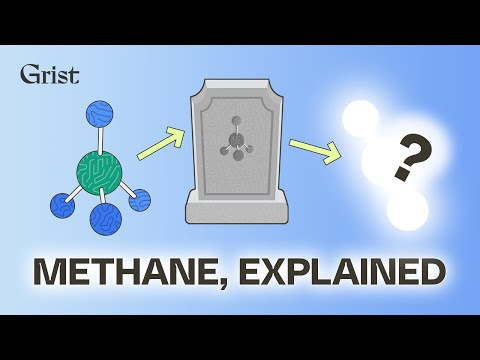 Grist
?
METHANE, EXPLAINED